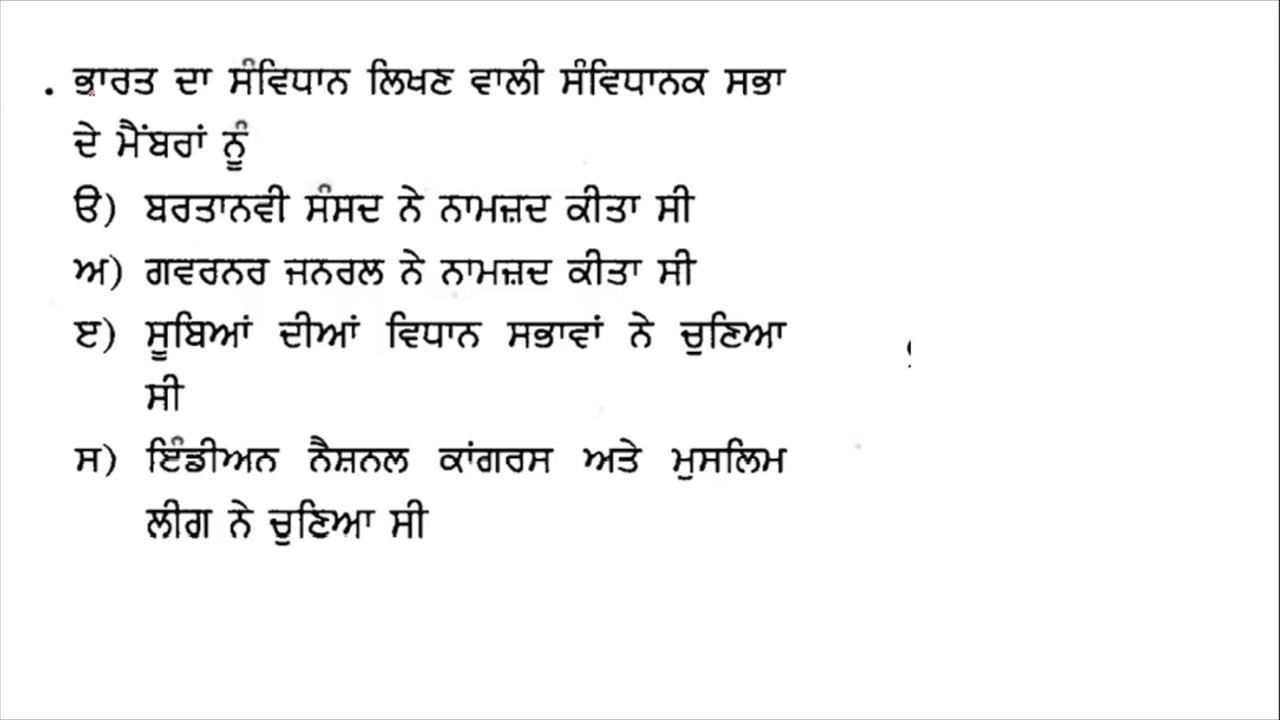 . ਭਾਰਤ ਦਾ ਸੰਵਿਧਾਨ ਲਿਖਣ ਵਾਲੀ ਸੰਵਿਧਾਨਕ ਸਭਾ
ਦੇ ਮੈਂਬਰਾਂ ਨੂੰ
ੳ) ਬਰਤਾਨਵੀ ਸੰਸਦ ਨੇ ਨਾਮਜ਼ਦ ਕੀਤਾ ਸੀ
ਅ) ਗਵਰਨਰ ਜਨਰਲ ਨੇ ਨਾਮਜ਼ਦ ਕੀਤਾ ਸੀ
ੲ) ਸੂਬਿਆਂ ਦੀਆਂ ਵਿਧਾਨ ਸਭਾਵਾਂ ਨੇ ਚੁਣਿਆ
ਸੀ
ਸ) ਇੰਡੀਅਨ ਨੈਸ਼ਨਲ ਕਾਂਗਰਸ ਅਤੇ ਮੁਸਲਿਮ
ਲੀਗ ਨੇ ਚੁਣਿਆ ਸੀ